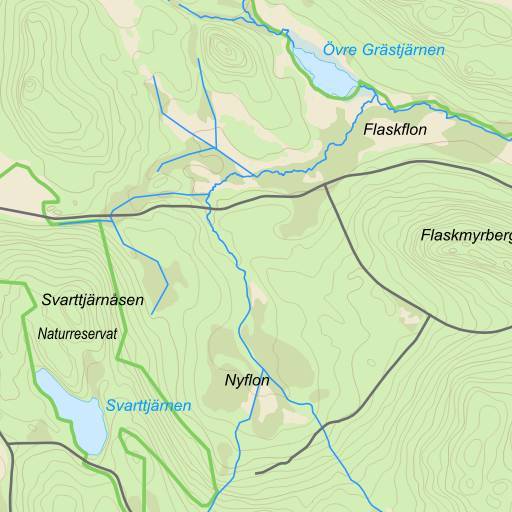 Övre Grästjärnen
Flaskflon
Flaskmyrberg
Svarttjärnåsen
Naturreservat
Nyflon
Svarttjärnen